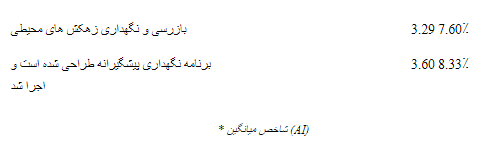 بازرسی و نگهداری زهکش های محیطی 3.29 7.60٪
برنامه نگهداری پیشگیرانه طراحی شده است و 3.60 8.33٪
اجرا شد
* شاخص میانگین (AI)